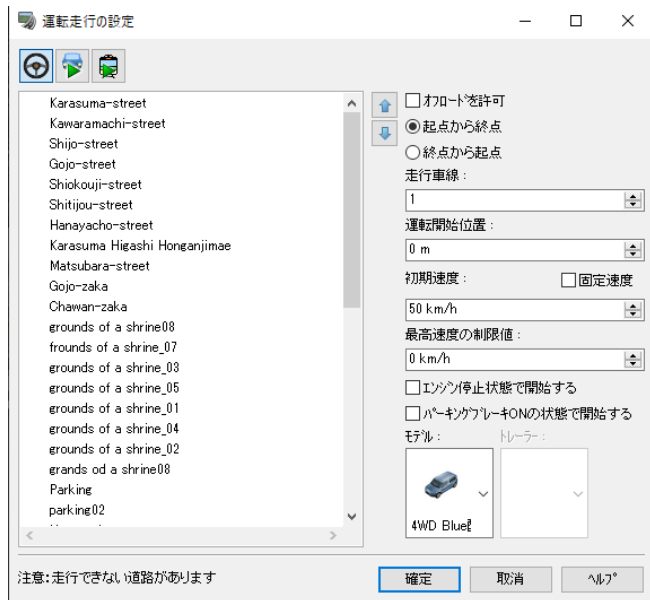 運転走行の設定
Karasuma-street
Kawaramachi-street
Shijo-street
Gojo-street
Shiokouji-street
Shitijou-street
Hanayacho-street
Karasuma Higashi Honganjimae
Matsubara-street
Gojo-zaka
Chawan-zaka
grounds of a shrine08
frounds of a shrine_07
grounds of a shrine_03
grounds of a shrine_05
grounds of a shrine_01
grounds of a shrine_04
grounds of a shrine_02
grands od a shrine08
Parking
parking02
オフロードを許可
起点から終点
終点から起点
走行車線:
1
運転開始位置:
0 m
初期速度: 固定速度
50 km/h
最高速度の制限値:
0 km/h
エンジン停止状態で開始する
パーキングブレーキONの状態で開始する
モデル: トレーラー:
4WD Blue
注意:走行できない道路があります
確定 取消 ヘルプ